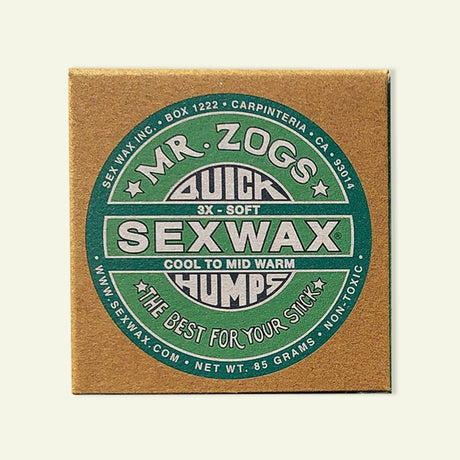 SEX WAX INC. • BOX 1222 • CARPINTERIA • CA • 93014
MR. ZOGS
QUICK
3X - SOFT
SEXWAX®
COOL TO MID WARM
HUMPS
THE BEST FOR YOUR STICK
• WWW.SEXWAX.COM • NET WT. 85 GRAMS • NON-TOXIC •